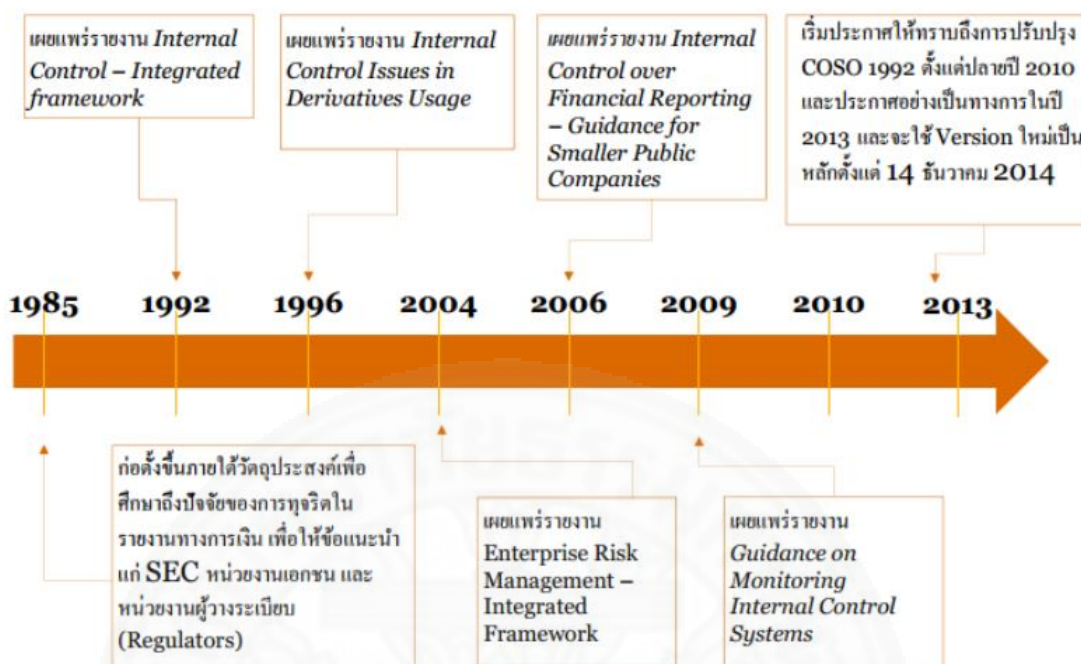 เผยแพร่รายงาน Internal
Control – Integrated
framework
เผยแพร่รายงาน Internal
Control Issues in
Derivatives Usage
เผยแพร่รายงาน Internal
Control over
Financial Reporting
– Guidance for
Smaller Public
Companies
เริ่มประกาศให้ทราบถึงการปรับปรุง
COSO 1992 ตั้งแต่ปลายปี 2010
และประกาศอย่างเป็นทางการในปี
2013 และจะใช้ Version ใหม่เป็น
หลักตั้งแต่ 14 ธันวาคม 2014
1985 1992 1996 2004 2006 2009 2010 2013
ก่อตั้งขึ้นภายใต้วัตถุประสงค์เพื่อ
ศึกษาถึงปัจจัยของการทุจริตใน
รายงานทางการเงิน เพื่อให้ข้อแนะนำ
แก่ SEC หน่วยงานเอกชน และ
หน่วยงานผู้วางระเบียบ
(Regulators)
เผยแพร่รายงาน
Enterprise Risk
Management –
Integrated
Framework
เผยแพร่รายงาน
Guidance on
Monitoring
Internal Control
Systems